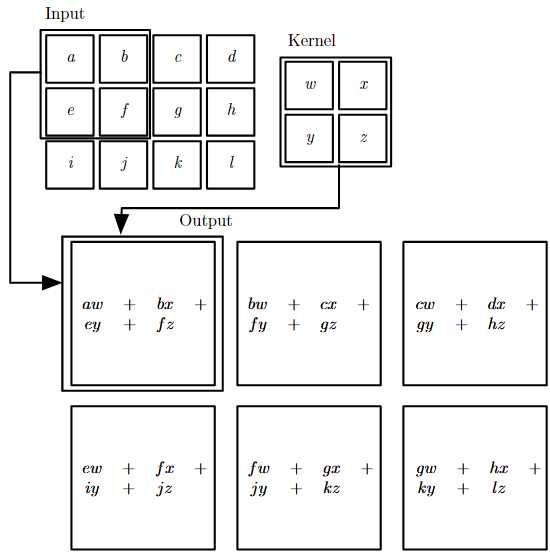 Input
a b c d
e f g h
i j k l
Kernel
w x
y z
Output
aw + bx +
ey + fz
bw + cx +
fy + gz
cw + dx +
gy + hz
ew + fx +
iy + jz
fw + gx +
jy + kz
gw + hx +
ky + lz